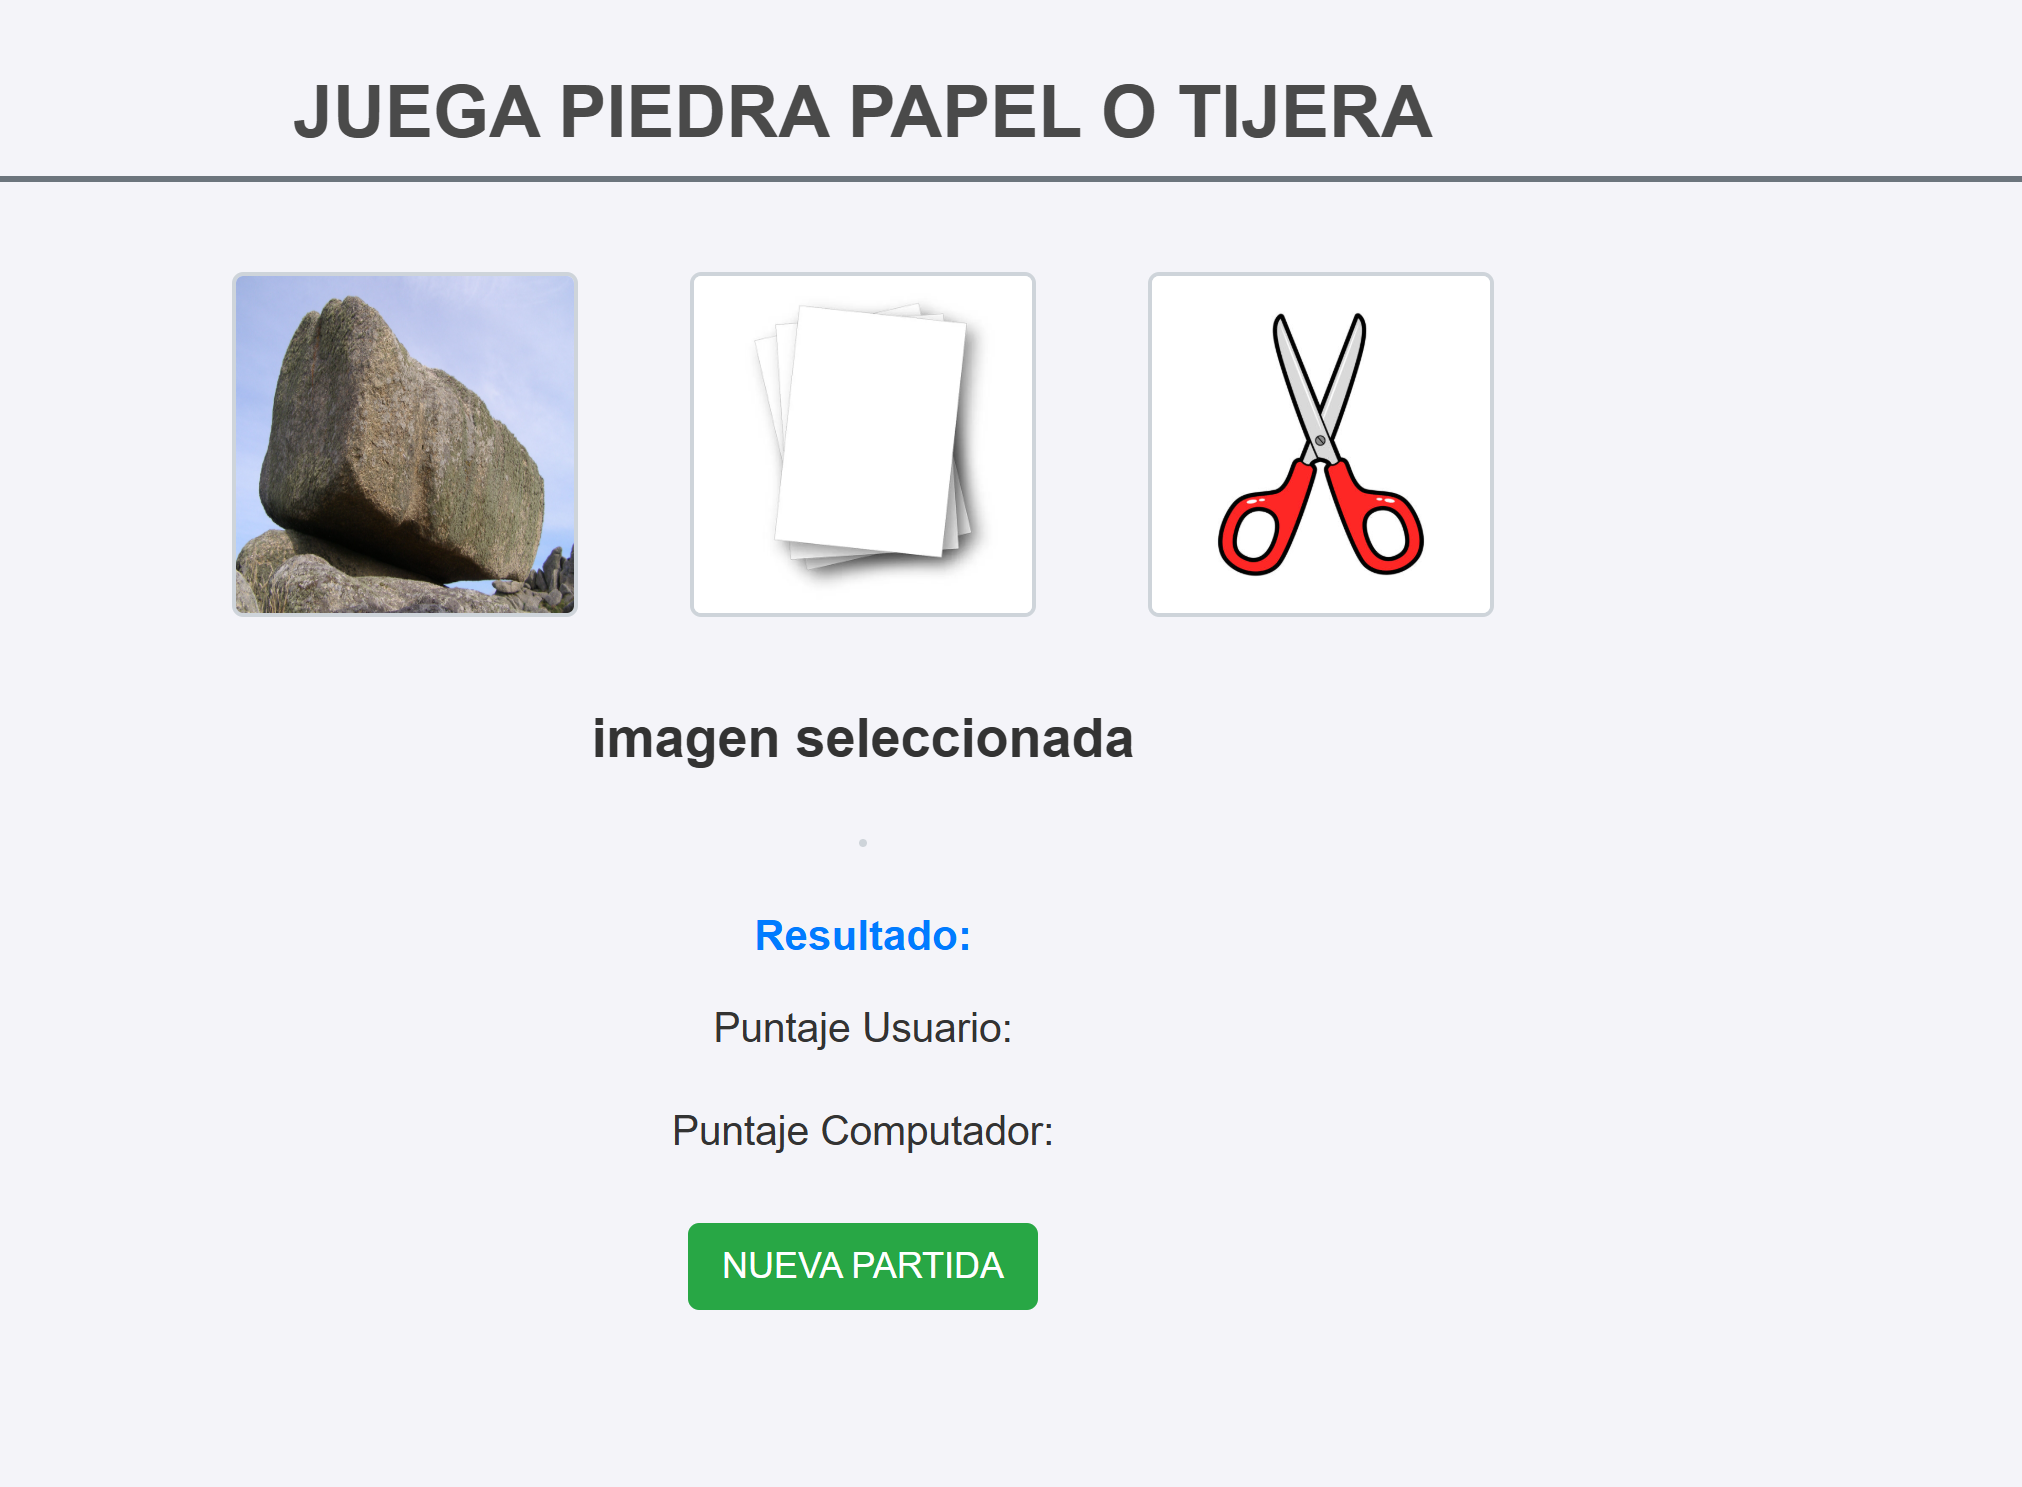 JUEGA PIEDRA PAPEL O TIJERA
imagen seleccionada
Resultado:
Puntaje Usuario:
Puntaje Computador:
NUEVA PARTIDA